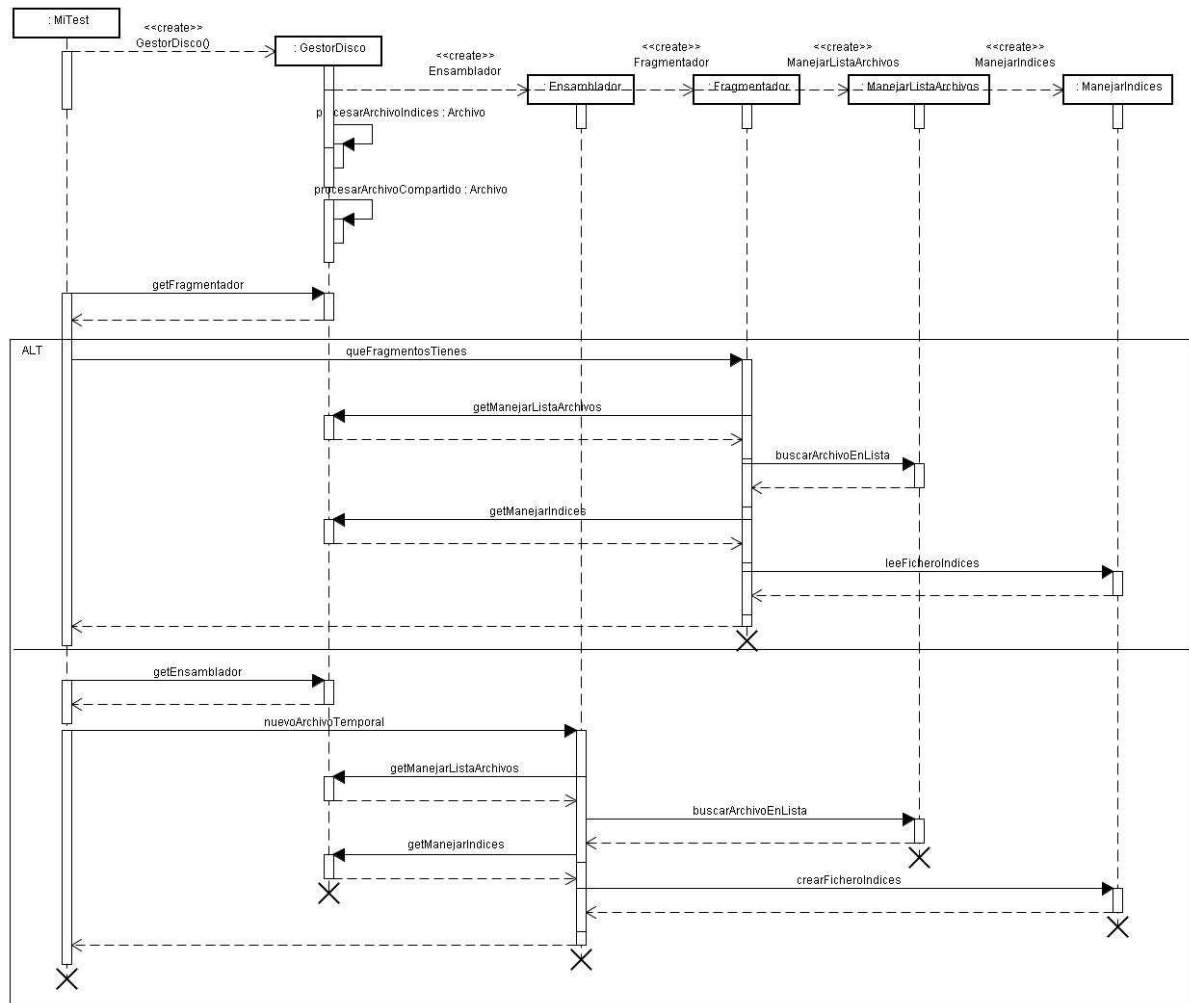 : MiTest
<<create>>
GestorDisco()
: GestorDisco
<<create>>
Ensamblador
: Ensamblador
<<create>>
Fragmentador
: Fragmentador
<<create>>
ManejarListaArchivos
: ManejarListaArchivos
<<create>>
ManejarIndices
: ManejarIndices
procesarArchivoIndices : Archivo
procesarArchivoCompartido : Archivo
getFragmentador
ALT
queFragmentosTienes
getManejarListaArchivos
buscarArchivoEnLista
getManejarIndices
leeFicheroIndices
getEnsamblador
nuevoArchivoTemporal
getManejarListaArchivos
buscarArchivoEnLista
getManejarIndices
crearFicheroIndices